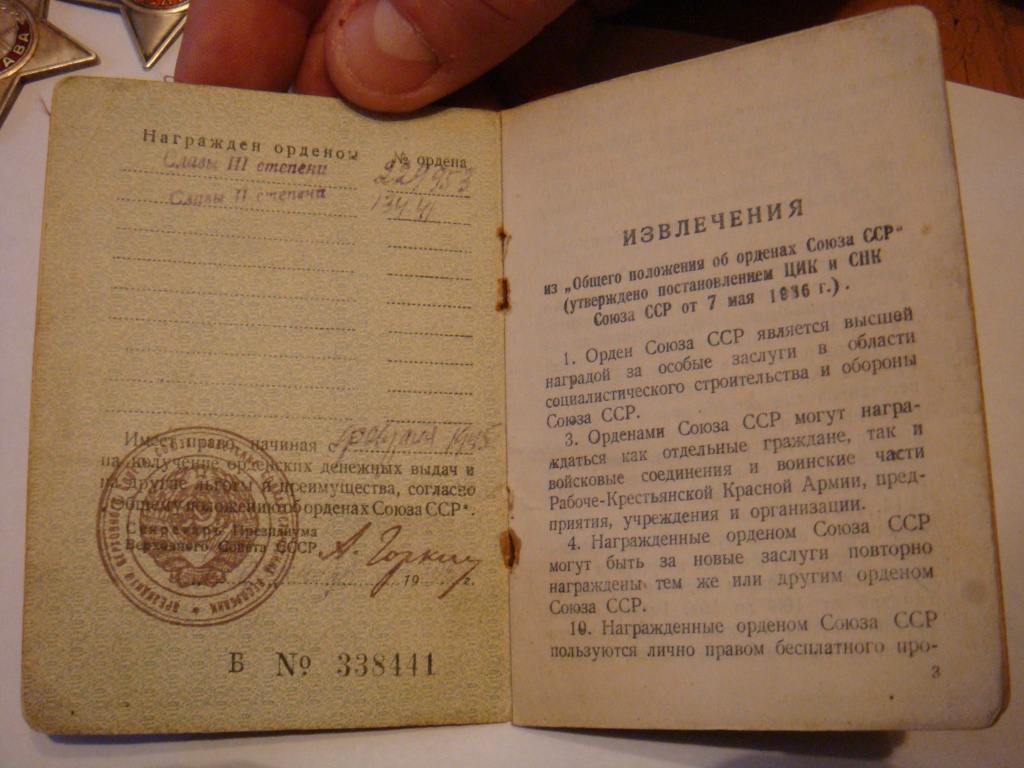 АВА
Награжден орденом
№ ордена
Славы III степени
Славы II степени
13441
Имеет право, начиная 1945
на получение орденских денежных выдач и
на другие льготы и преимущества, согласно
„Общему положению об орденах Союза ССР“.
Секретарь Президиума
Верховного Совета СССР А. Горкин
19 г.
Б № 338441
ИЗВЛЕЧЕНИЯ
из „Общего положения об орденах Союза ССР“
(утверждено постановлением ЦИК и СНК
Союза ССР от 7 мая 1936 г.).
1. Орден Союза ССР является высшей
наградой за особые заслуги в области
социалистического строительства и обороны
Союза ССР.
3. Орденами Союза ССР могут награ-
ждаться как отдельные граждане, так и
войсковые соединения и воинские части
Рабоче-Крестьянской Красной Армии, пред-
приятия, учреждения и организации.
4. Награжденные орденом Союза ССР
могут быть за новые заслуги повторно
награждены тем же или другим орденом
Союза ССР.
10. Награжденные орденом Союза ССР
пользуются лично правом бесплатного про-
3